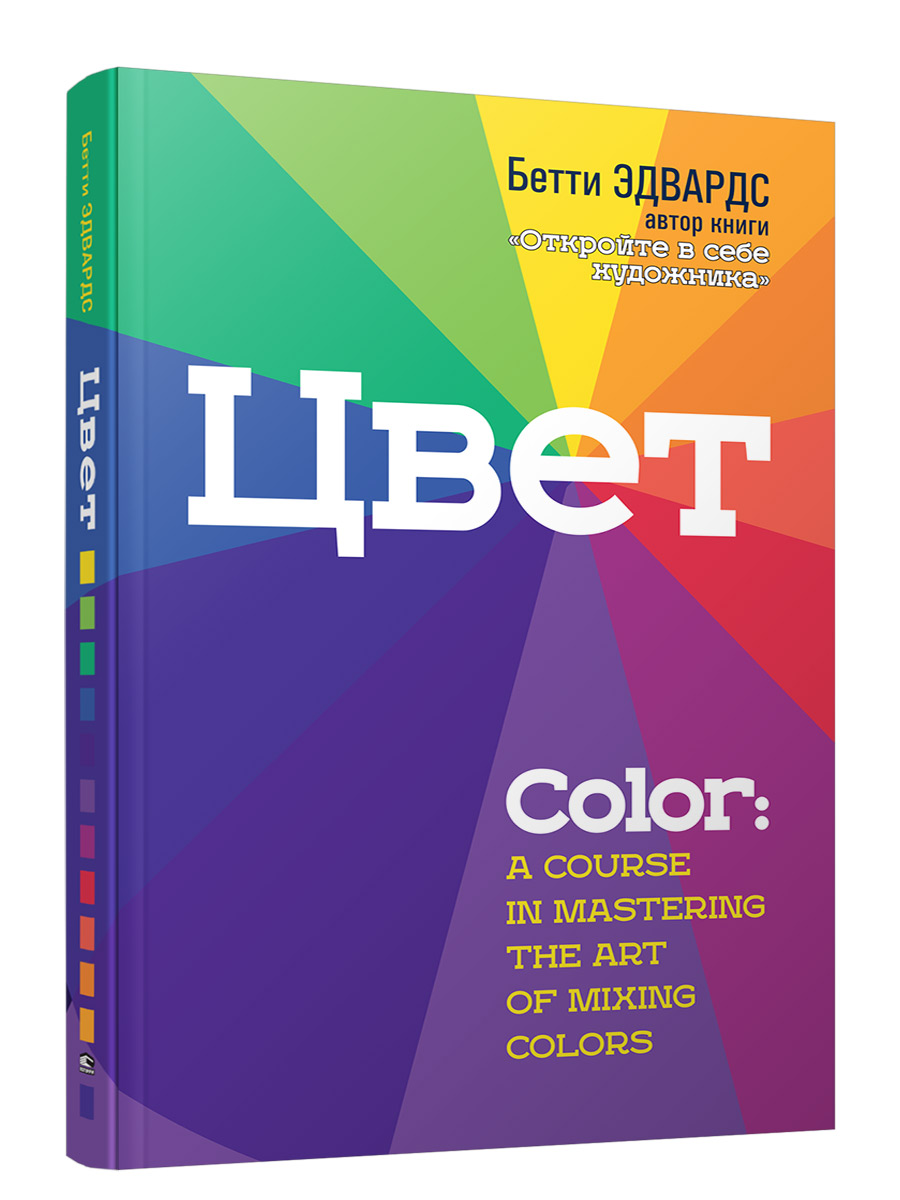 Бетти ЭДВАРДС
автор книги
«Откройте в себе
художника»
Цвет
Color:
A COURSE
IN MASTERING
THE ART
OF MIXING
COLORS
Бетти ЭДВАРДС
Цвет